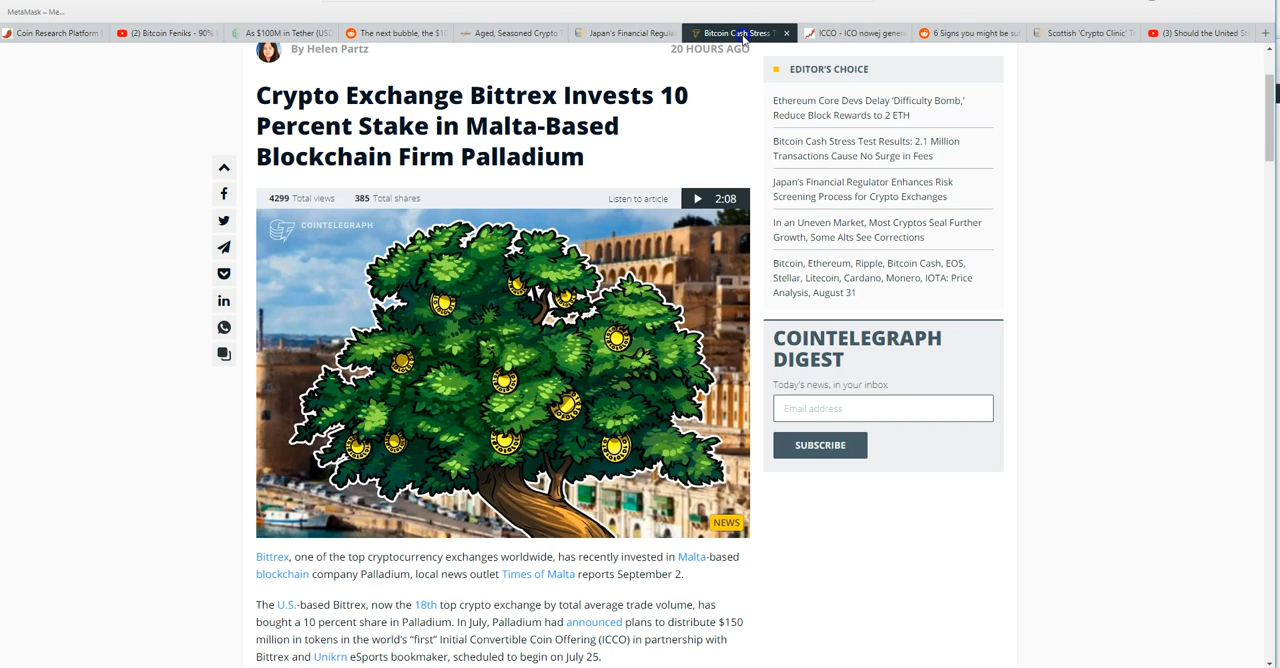 MetaMask – Me...
Coin Research Platform
(2) Bitcoin Feniks - 90%
As $100M in Tether (USD
The next bubble, the $1
Aged, Seasoned Crypto
Japan's Financial Regula
Bitcoin Cash Stress T
ICCO - ICO nowej gene
6 Signs you might be su
Scottish 'Crypto Clinic' T
(3) Should the United St
By Helen Partz
20 HOURS AGO
Crypto Exchange Bittrex Invests 10
Percent Stake in Malta-Based
Blockchain Firm Palladium
4299 Total views 385 Total shares Listen to article 2:08
COINTELEGRAPH
NEWS
Bittrex, one of the top cryptocurrency exchanges worldwide, has recently invested in Malta-based
blockchain company Palladium, local news outlet Times of Malta reports September 2.
The U.S.-based Bittrex, now the 18th top crypto exchange by total average trade volume, has
bought a 10 percent share in Palladium. In July, Palladium had announced plans to distribute $150
million in tokens in the world's “first” Initial Convertible Coin Offering (ICCO) in partnership with
Bittrex and Unikrn eSports bookmaker, scheduled to begin on July 25.
EDITOR'S CHOICE
Ethereum Core Devs Delay ‘Difficulty Bomb,’
Reduce Block Rewards to 2 ETH
Bitcoin Cash Stress Test Results: 2.1 Million
Transactions Cause No Surge in Fees
Japan's Financial Regulator Enhances Risk
Screening Process for Crypto Exchanges
In an Uneven Market, Most Cryptos Seal Further
Growth, Some Alts See Corrections
Bitcoin, Ethereum, Ripple, Bitcoin Cash, EOS,
Stellar, Litecoin, Cardano, Monero, IOTA: Price
Analysis, August 31
COINTELEGRAPH
DIGEST
Today's news, in your inbox
Email address
SUBSCRIBE